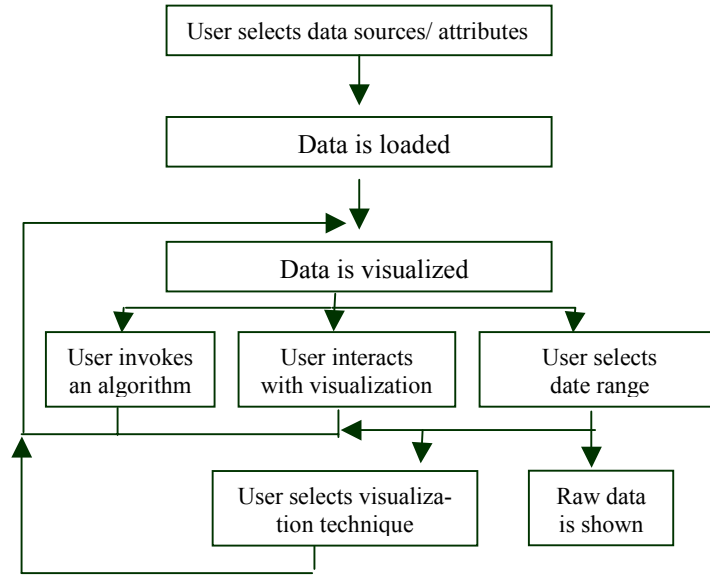 User selects data sources/ attributes
Data is loaded
Data is visualized
User invokes
an algorithm
User interacts
with visualization
User selects
date range
User selects visualiza-
tion technique
Raw data
is shown